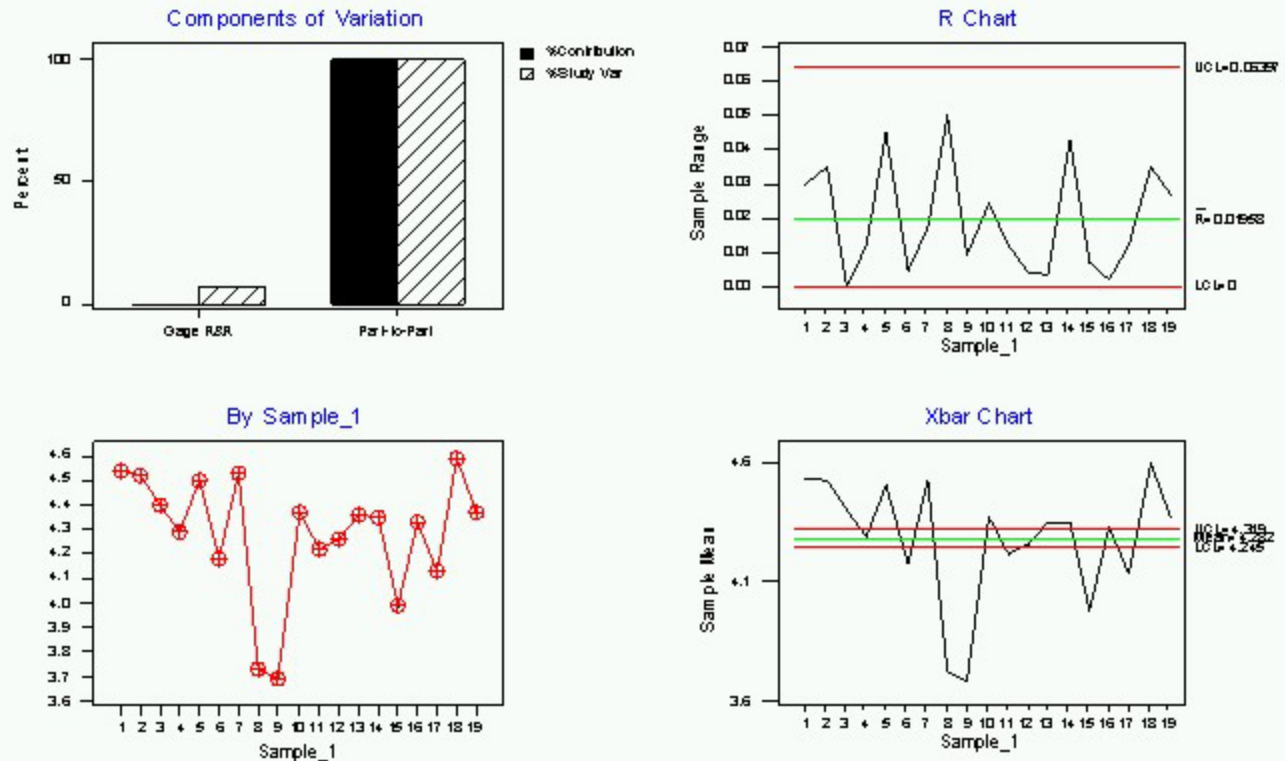 Components of Variation
Percent
100
50
0
Gage R&R
Part-to-Part
%Contribution
%Study Var
R Chart
Sample Range
0.07
0.06
0.05
0.04
0.03
0.02
0.01
0.00
1 2 3 4 5 6 7 8 9 10 11 12 13 14 15 16 17 18 19
Sample_1
UCL=0.06397
R=0.01958
LCL=0
By Sample_1
4.6
4.5
4.4
4.3
4.2
4.1
4.0
3.9
3.8
3.7
3.6
1 2 3 4 5 6 7 8 9 10 11 12 13 14 15 16 17 18 19
Sample_1
Xbar Chart
Sample Mean
4.6
4.1
3.6
1 2 3 4 5 6 7 8 9 10 11 12 13 14 15 16 17 18 19
Sample_1
UCL=4.319
Mean=4.282
LCL=4.245